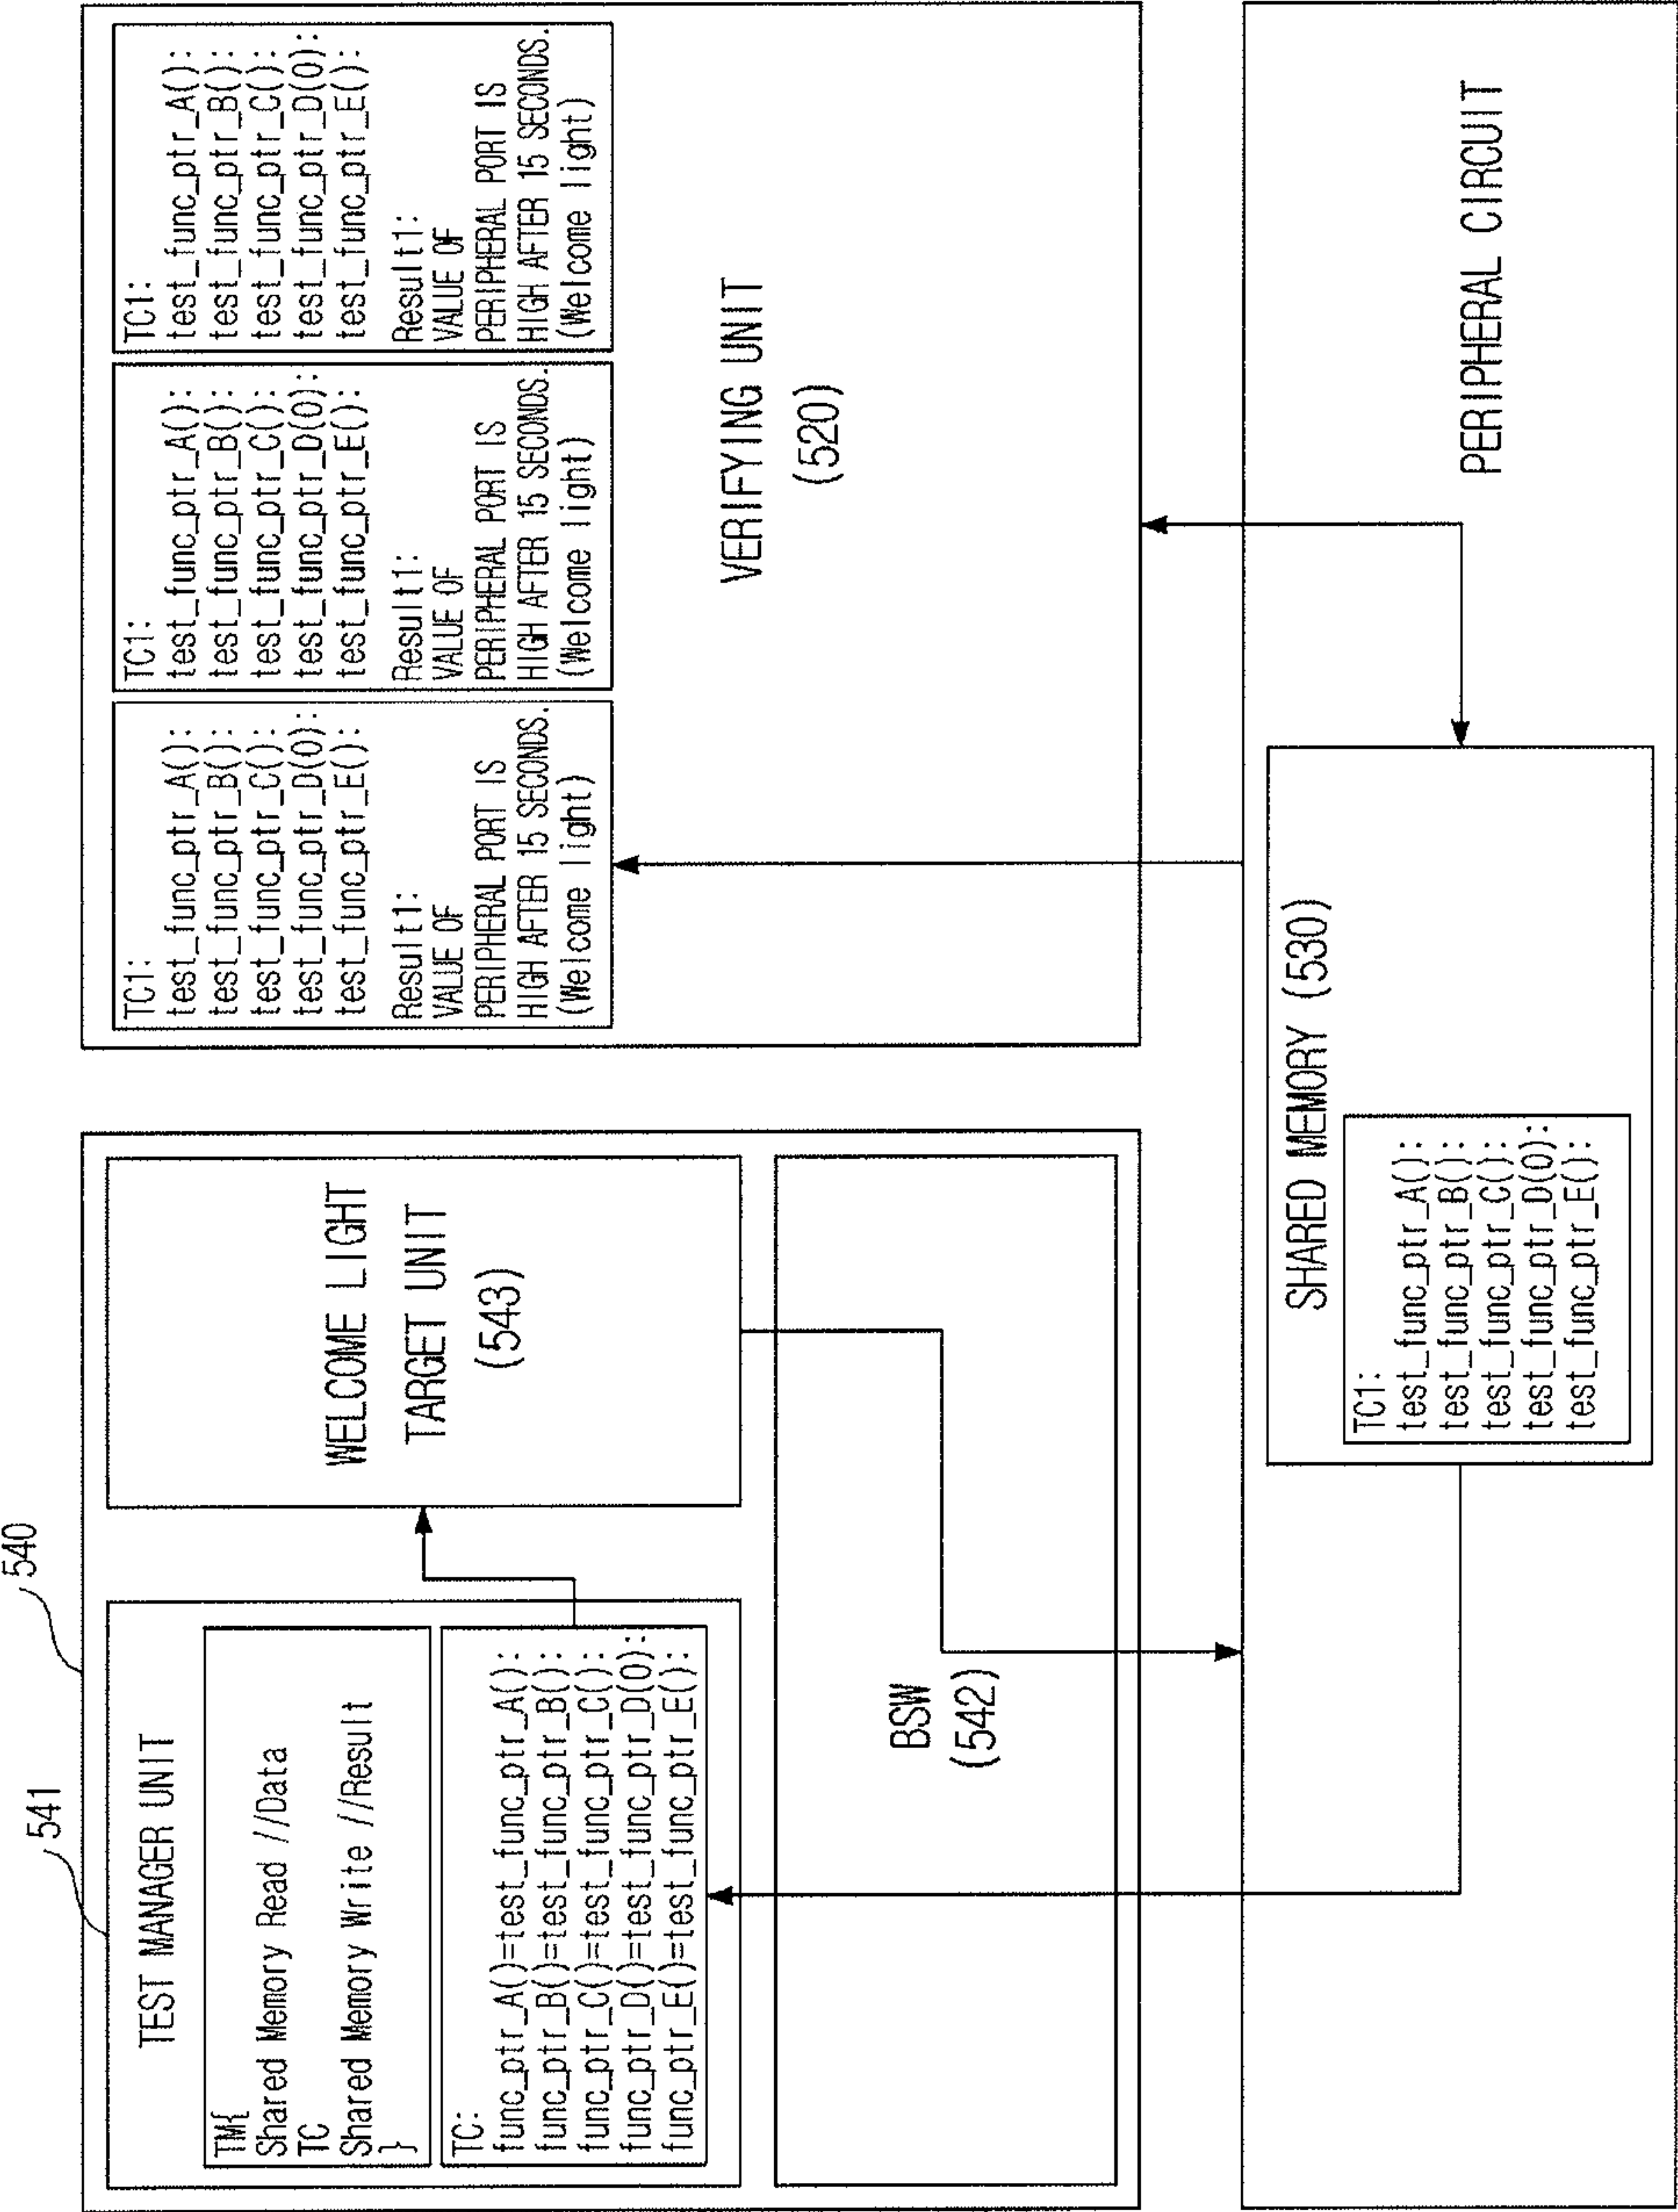 540
541
TEST MANAGER UNIT
TM{
Shared Memory Read //Data
TC
Shared Memory Write //Result
}
TC:
func_ptr_A()=test_func_ptr_A():
func_ptr_B()=test_func_ptr_B():
func_ptr_C()=test_func_ptr_C():
func_ptr_D()=test_func_ptr_D(0):
func_ptr_E()=test_func_ptr_E():
WELCOME LIGHT
TARGET UNIT
(543)
BSW
(542)
TC1:
test_func_ptr_A():
test_func_ptr_B():
test_func_ptr_C():
test_func_ptr_D(0):
test_func_ptr_E():
Result1:
VALUE OF
PERIPHERAL PORT IS
HIGH AFTER 15 SECONDS.
(Welcome light)
TC1:
test_func_ptr_A():
test_func_ptr_B():
test_func_ptr_C():
test_func_ptr_D(0):
test_func_ptr_E():
Result1:
VALUE OF
PERIPHERAL PORT IS
HIGH AFTER 15 SECONDS.
(Welcome light)
TC1:
test_func_ptr_A():
test_func_ptr_B():
test_func_ptr_C():
test_func_ptr_D(0):
test_func_ptr_E():
Result1:
VALUE OF
PERIPHERAL PORT IS
HIGH AFTER 15 SECONDS.
(Welcome light)
VERIFYING UNIT
(520)
SHARED MEMORY (530)
TC1:
test_func_ptr_A():
test_func_ptr_B():
test_func_ptr_C():
test_func_ptr_D(0):
test_func_ptr_E():
PERIPHERAL CIRCUIT